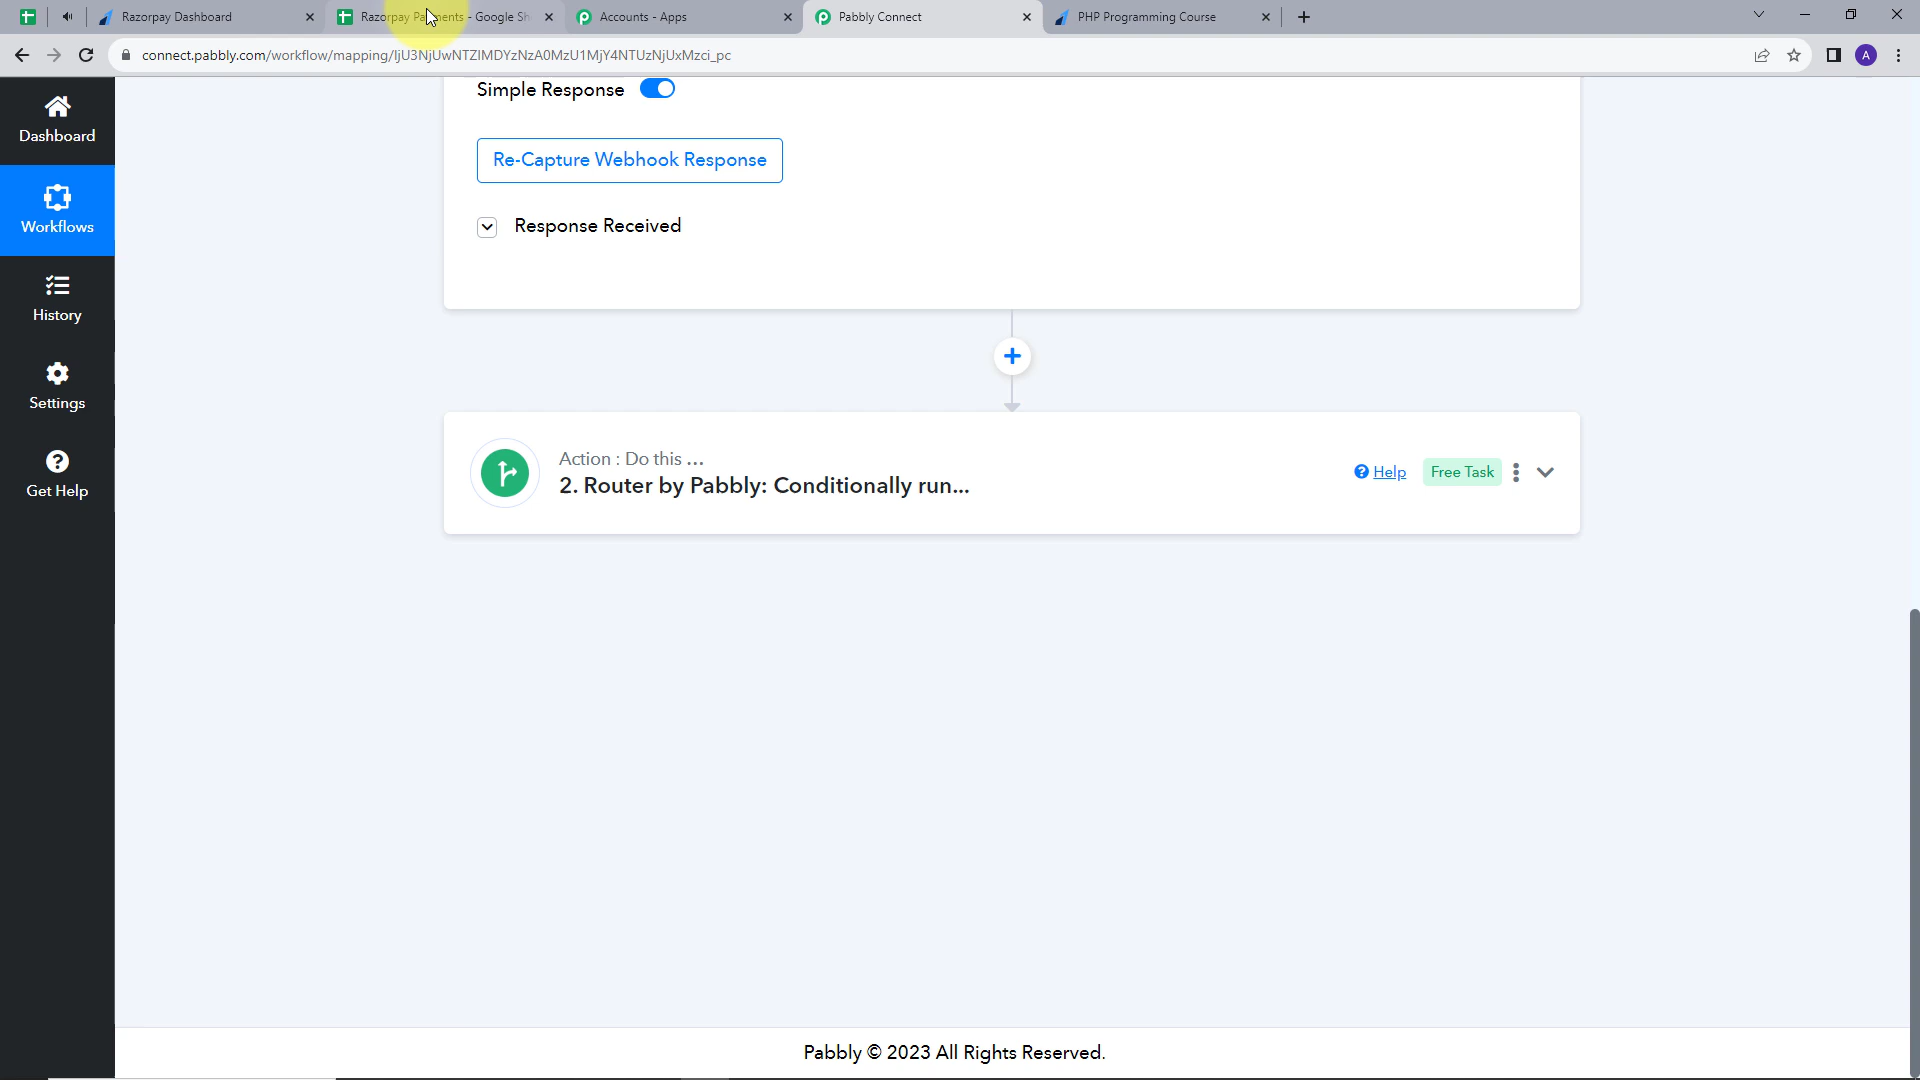 Razorpay Dashboard
Razorpay Payments - Google Sh
Accounts - Apps
Pabbly Connect
PHP Programming Course
connect.pabbly.com/workflow/mapping/IjU3NjUwNTZlMDYzNzA0MzU1MjY4NTUzNjUxMzci_pc
A
Dashboard
Workflows
History
Settings
Get Help
Simple Response
Re-Capture Webhook Response
Response Received
Action : Do this ...
2. Router by Pabbly: Conditionally run...
Help
Free Task
Pabbly © 2023 All Rights Reserved.